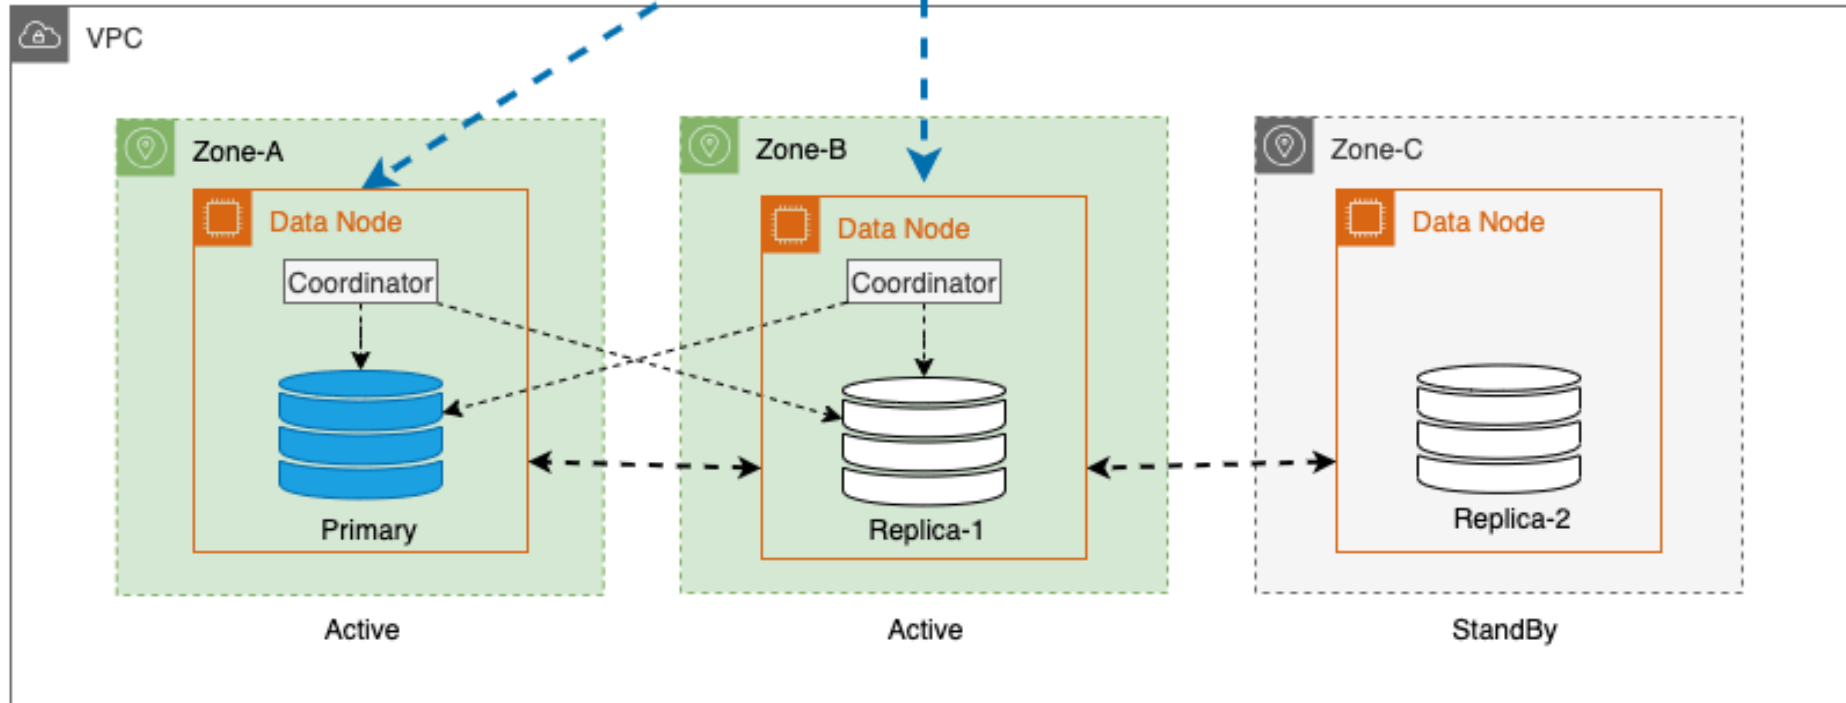 VPC
Zone-A
Zone-B
Zone-C
Data Node
Data Node
Data Node
Coordinator
Coordinator
Primary
Replica-1
Replica-2
Active
Active
StandBy